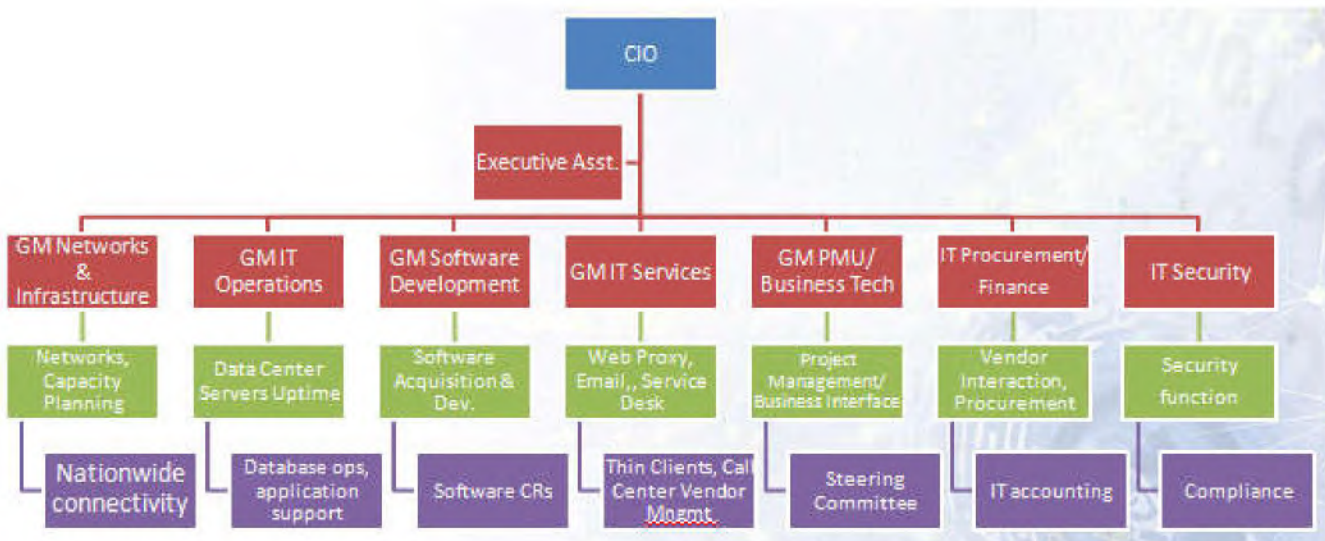 CIO
Executive Asst.
GM Networks
&
Infrastructure
GM IT
Operations
GM Software
Development
GM IT Services
GM PMU/
Business Tech
IT Procurement/
Finance
IT Security
Networks,
Capacity
Planning
Data Center
Servers Uptime
Software
Acquisition &
Dev.
Web Proxy,
Email,, Service
Desk
Project
Management/
Business Interface
Vendor
Interaction,
Procurement
Security
function
Nationwide
connectivity
Database ops,
application
support
Software CRs
Thin Clients, Call
Center Vendor
Mngmt
Steering
Committee
IT accounting
Compliance